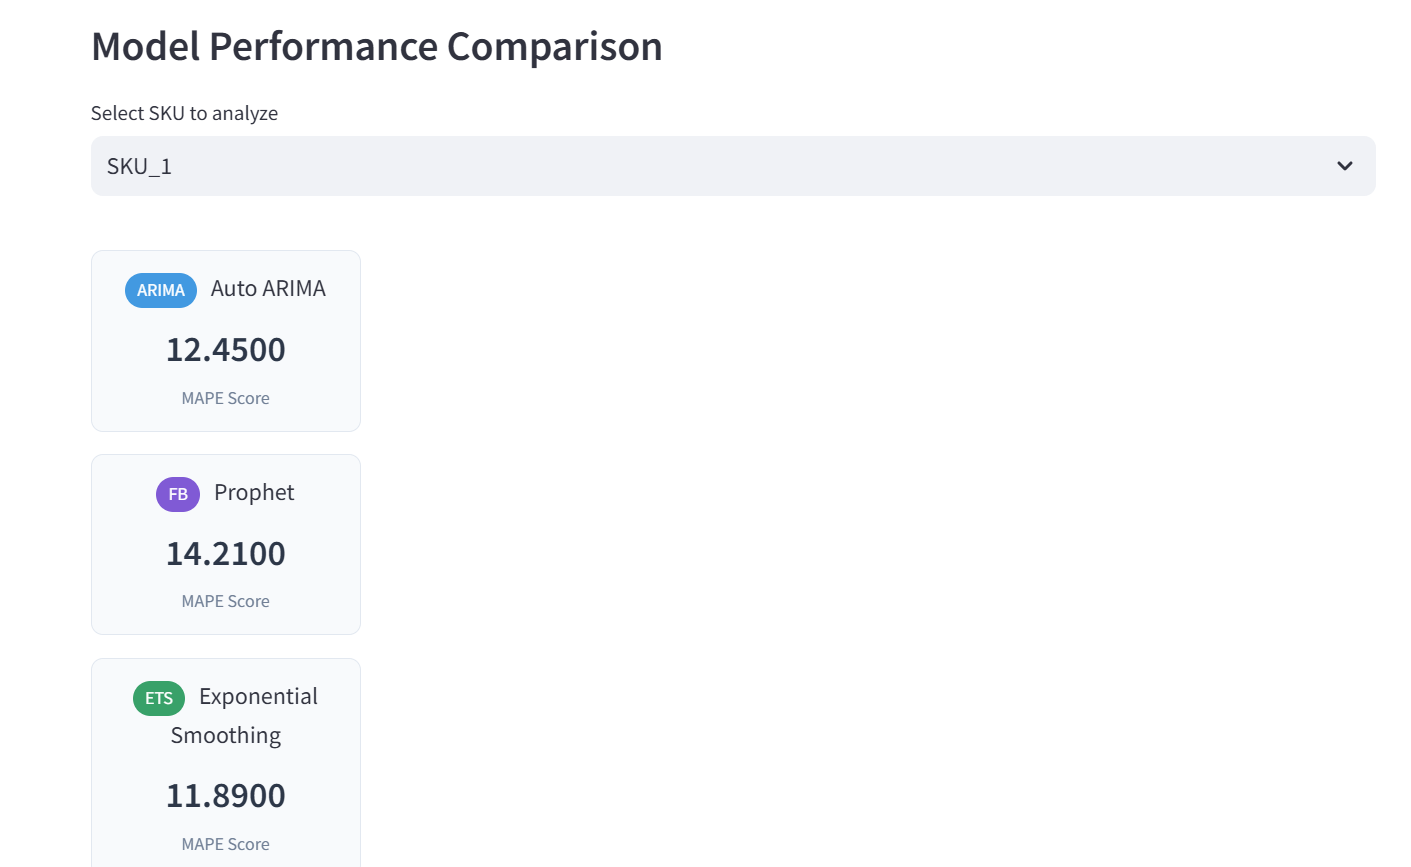 Model Performance Comparison
Select SKU to analyze
SKU_1
ARIMA Auto ARIMA
12.4500
MAPE Score
FB Prophet
14.2100
MAPE Score
ETS Exponential
Smoothing
11.8900
MAPE Score